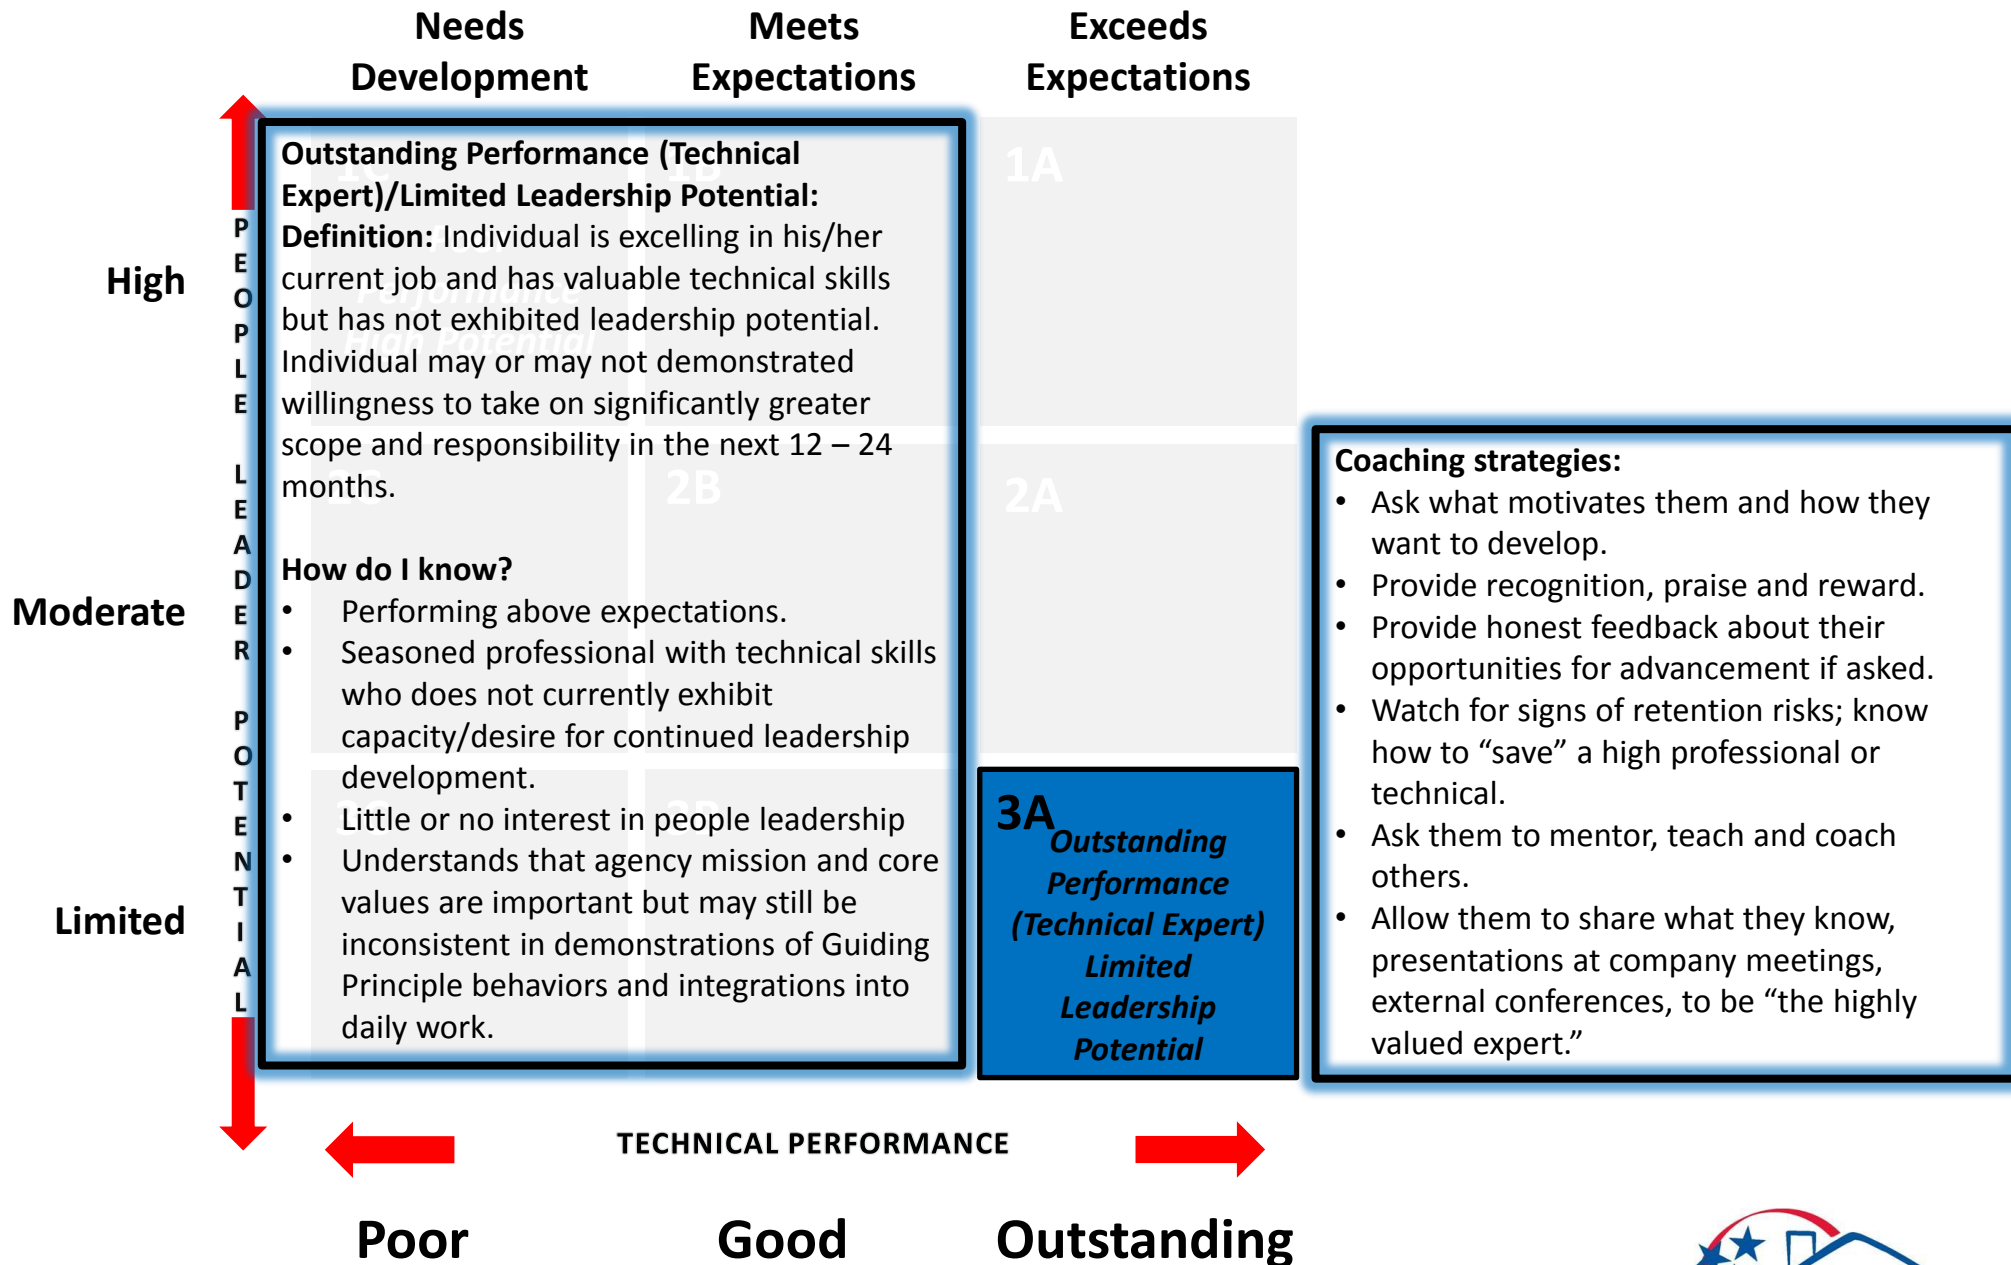 Needs
Development
Meets
Expectations
Exceeds
Expectations
High
Moderate
Limited
PEOPLE LEADER POTENTIAL
1C
1B
1A
Performance
High Potential
2C
2B
2A
3C
3B
Outstanding Performance (Technical
Expert)/Limited Leadership Potential:
Definition: Individual is excelling in his/her
current job and has valuable technical skills
but has not exhibited leadership potential.
Individual may or may not demonstrated
willingness to take on significantly greater
scope and responsibility in the next 12 – 24
months.
How do I know?
• Performing above expectations.
• Seasoned professional with technical skills
who does not currently exhibit
capacity/desire for continued leadership
development.
• Little or no interest in people leadership
• Understands that agency mission and core
values are important but may still be
inconsistent in demonstrations of Guiding
Principle behaviors and integrations into
daily work.
3A
Outstanding
Performance
(Technical Expert)
Limited
Leadership
Potential
Coaching strategies:
• Ask what motivates them and how they
want to develop.
• Provide recognition, praise and reward.
• Provide honest feedback about their
opportunities for advancement if asked.
• Watch for signs of retention risks; know
how to “save” a high professional or
technical.
• Ask them to mentor, teach and coach
others.
• Allow them to share what they know,
presentations at company meetings,
external conferences, to be “the highly
valued expert.”
TECHNICAL PERFORMANCE
Poor
Good
Outstanding